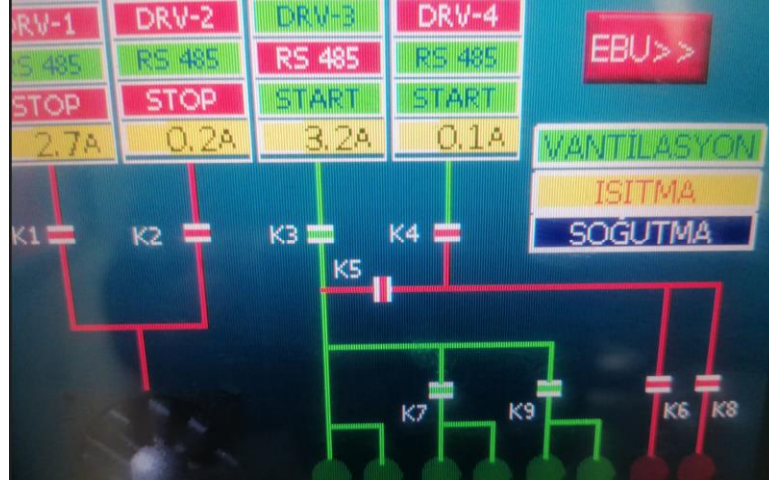 DRV-1 DRV-2 DRV-3 DRV-4
RS 485 RS 485 RS 485 RS 485
STOP STOP START START
2.7A 0.2A 3.2A 0.1A
EBU>>
VANTİLASYON
ISITMA
SOĞUTMA
K1 K2 K3 K4
K5
K7 K9 K6 K8